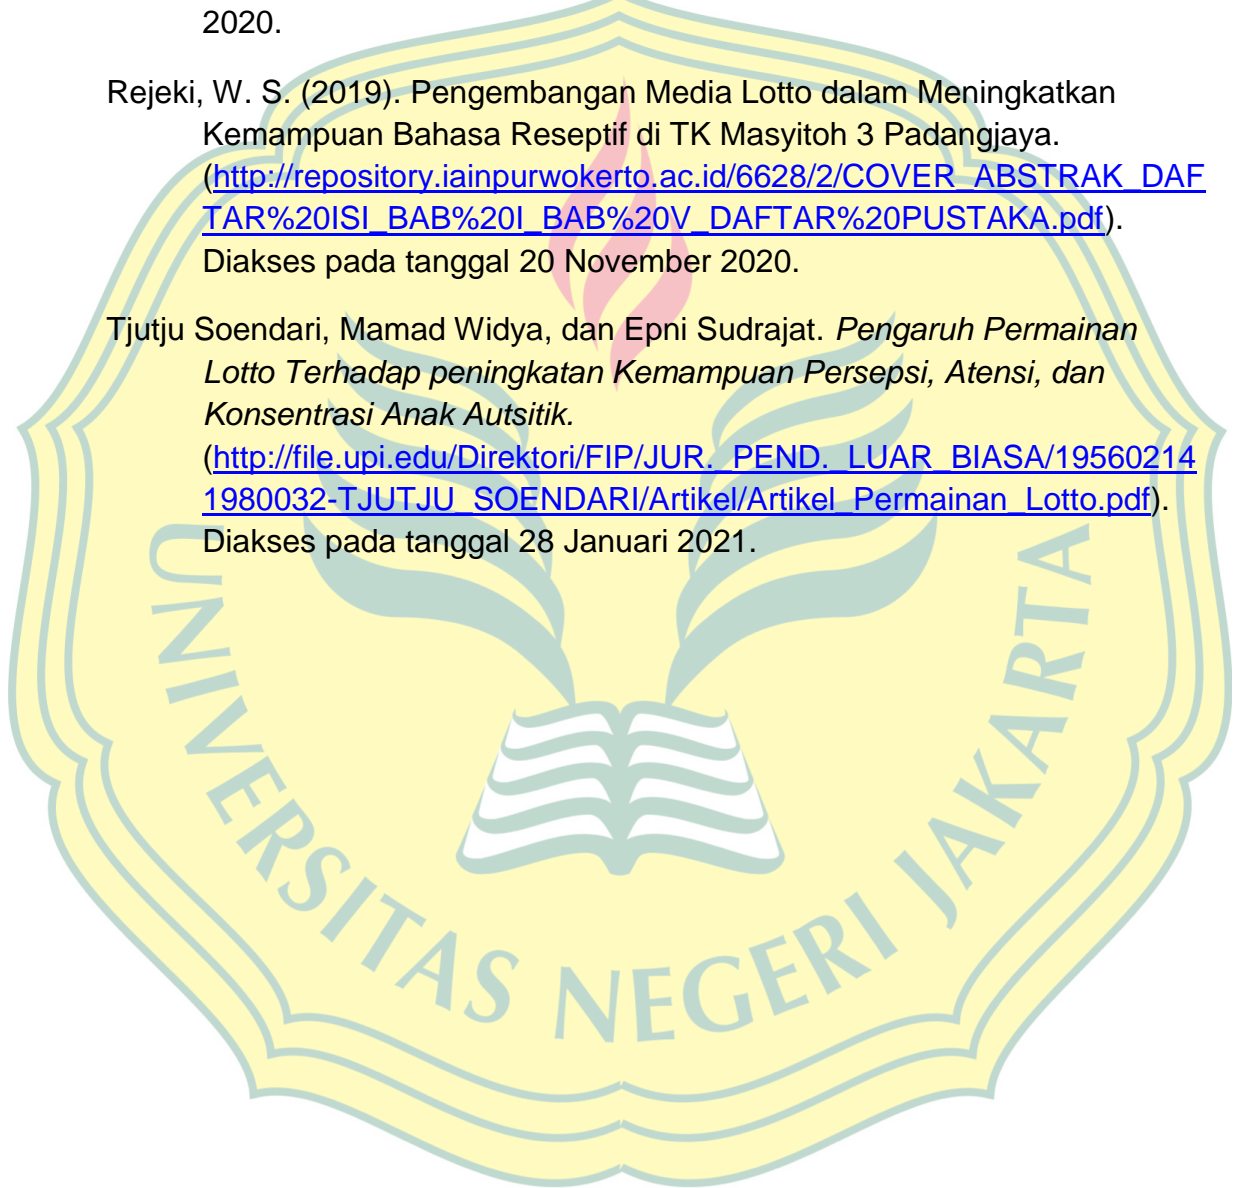 2020.
Rejeki, W. S. (2019). Pengembangan Media Lotto dalam Meningkatkan
Kemampuan Bahasa Reseptif di TK Masyitoh 3 Padangjaya.
(http://repository.iainpurwokerto.ac.id/6628/2/COVER_ABSTRAK_DAF
TAR%20ISI_BAB%20I_BAB%20V_DAFTAR%20PUSTAKA.pdf).
Diakses pada tanggal 20 November 2020.
Tjutju Soendari, Mamad Widya, dan Epni Sudrajat. Pengaruh Permainan
Lotto Terhadap peningkatan Kemampuan Persepsi, Atensi, dan
Konsentrasi Anak Autsitik.
(http://file.upi.edu/Direktori/FIP/JUR._PEND._LUAR_BIASA/19560214
1980032-TJUTJU_SOENDARI/Artikel/Artikel_Permainan_Lotto.pdf).
Diakses pada tanggal 28 Januari 2021.
UNIVERSITAS NEGERI JAKARTA